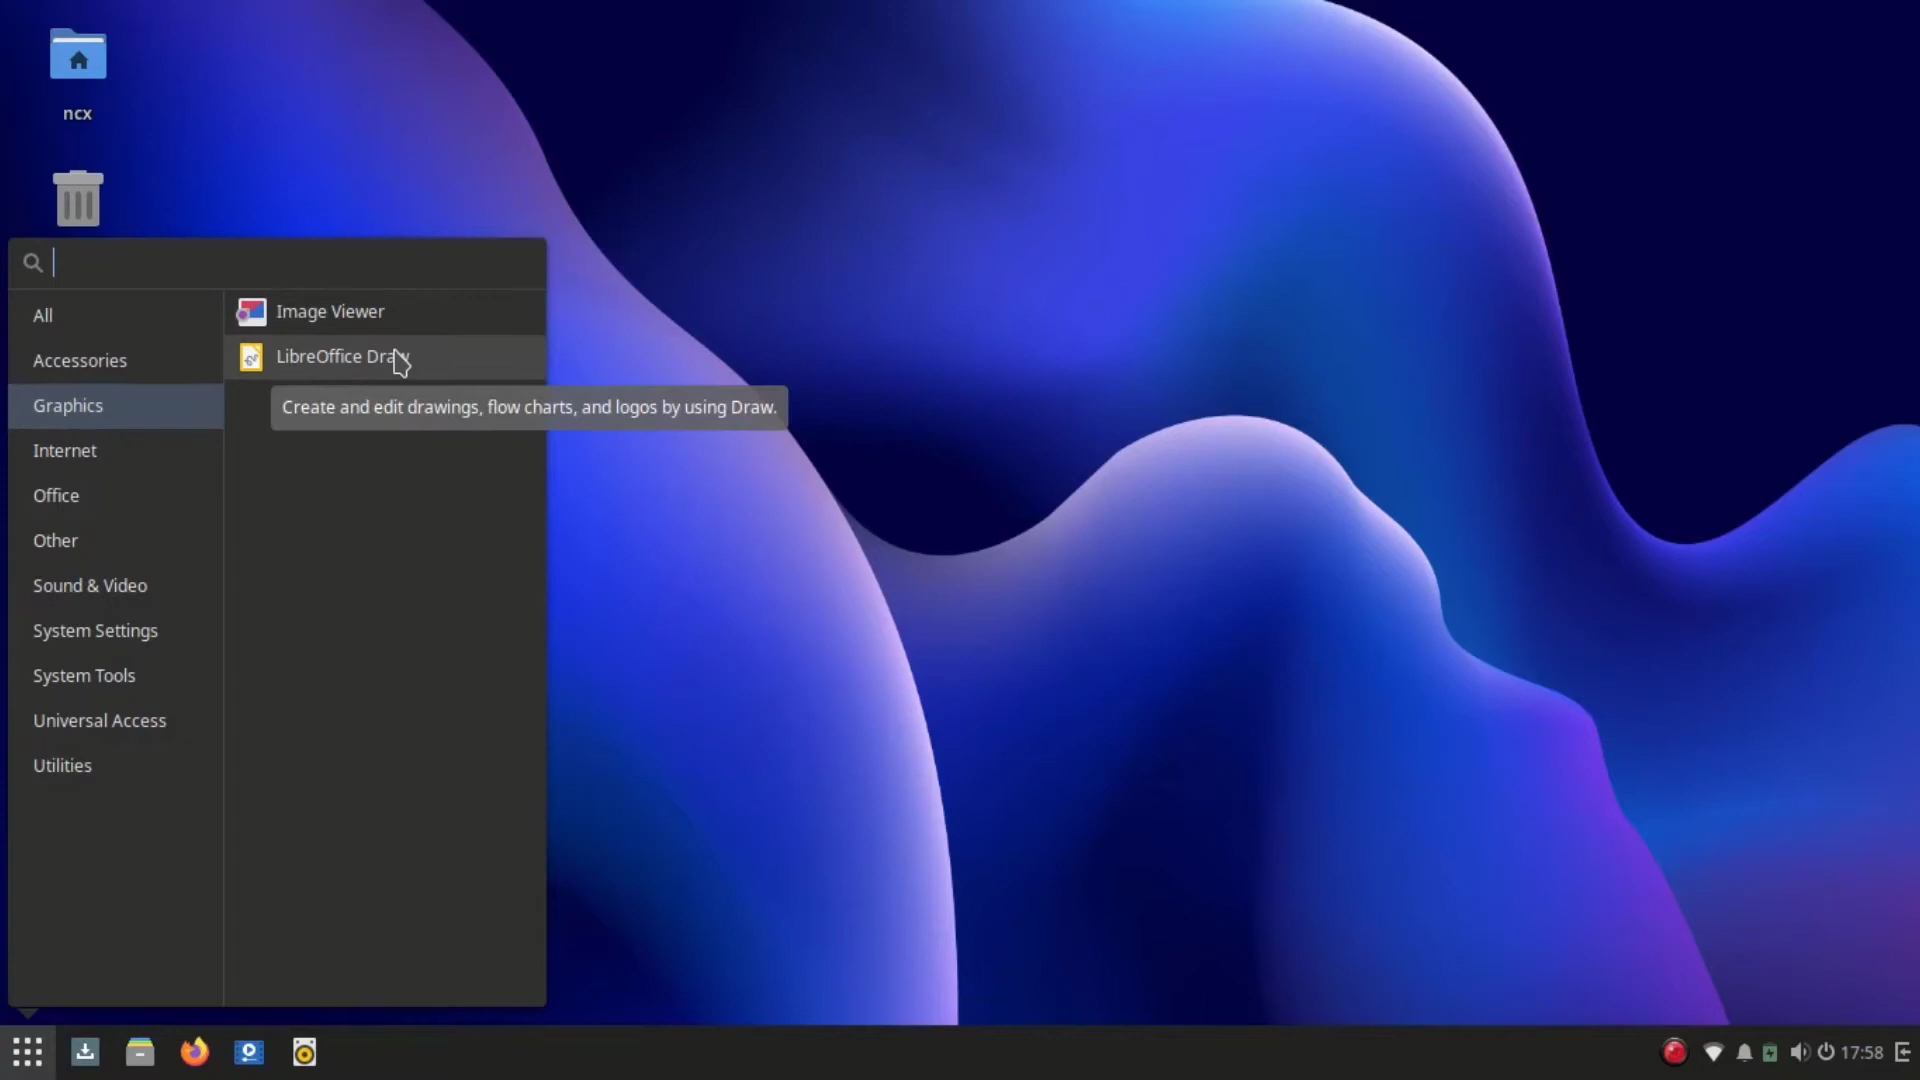 ncx
All
Accessories
Graphics
Internet
Office
Other
Sound & Video
System Settings
System Tools
Universal Access
Utilities
Image Viewer
LibreOffice Draw
Create and edit drawings, flow charts, and logos by using Draw.
17:58